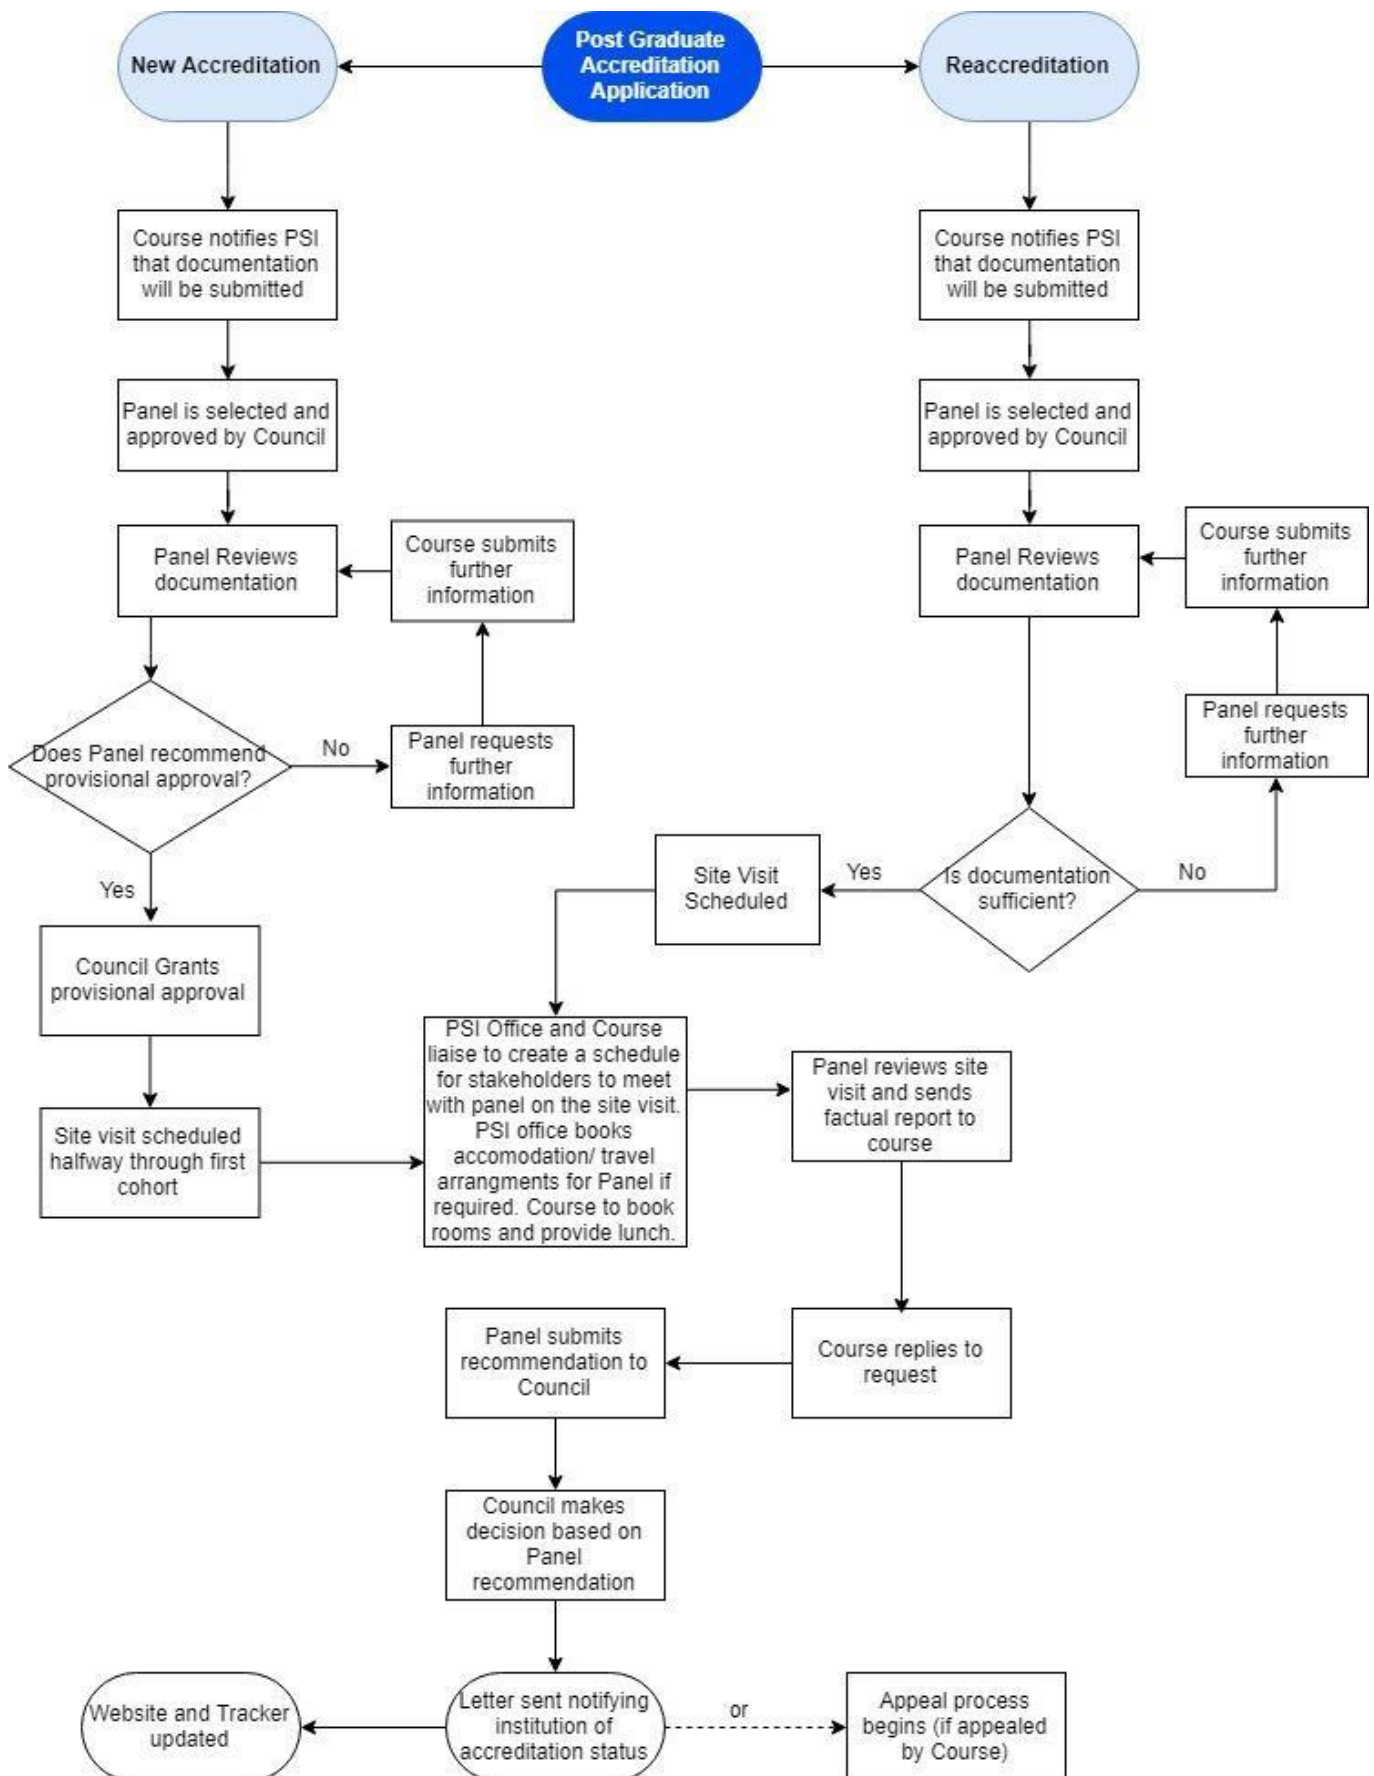 Post Graduate
Accreditation
Application
New Accreditation
Reaccreditation
Course notifies PSI
that documentation
will be submitted
Course notifies PSI
that documentation
will be submitted
Panel is selected and
approved by Council
Panel is selected and
approved by Council
Panel Reviews
documentation
Course submits
further
information
Panel Reviews
documentation
Course submits
further
information
Does Panel recommend
provisional approval?
No
Panel requests
further
information
Panel requests
further
information
Yes
Site Visit
Scheduled
Yes
Is documentation
sufficient?
No
Council Grants
provisional approval
Site visit scheduled
halfway through first
cohort
PSI Office and Course
liaise to create a schedule
for stakeholders to meet
with panel on the site visit.
PSI office books
accomodation/ travel
arrangments for Panel if
required. Course to book
rooms and provide lunch.
Panel reviews site
visit and sends
factual report to
course
Course replies to
request
Panel submits
recommendation to
Council
Council makes
decision based on
Panel
recommendation
Letter sent notifying
institution of
accreditation status
Website and Tracker
updated
or
Appeal process
begins (if appealed
by Course)